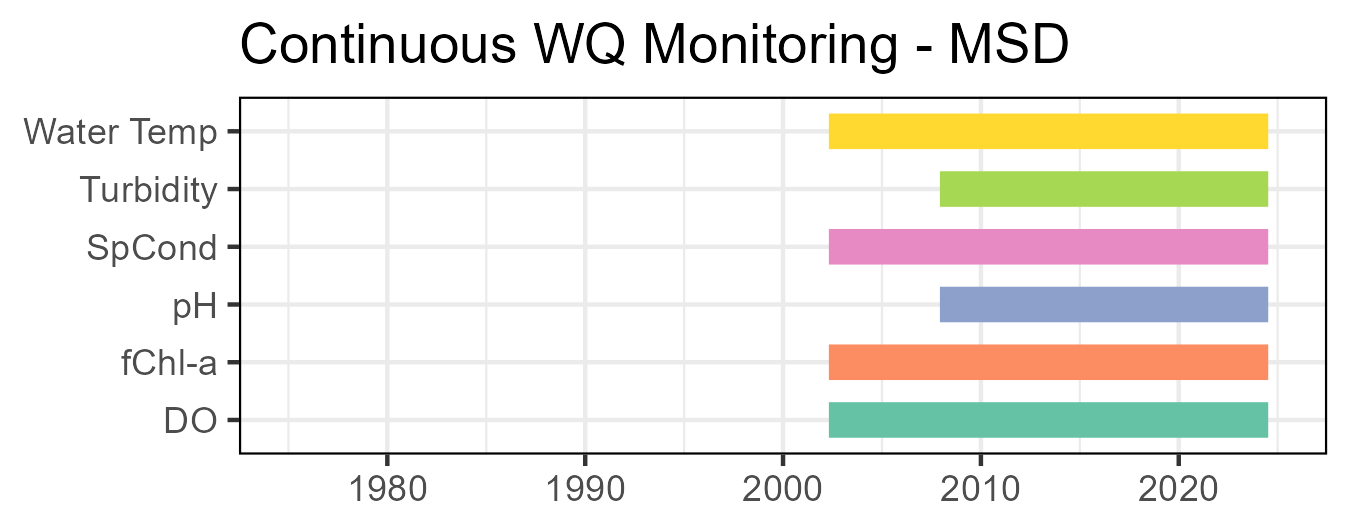 Continuous WQ Monitoring - MSD
Water Temp
Turbidity
SpCond
pH
fChl-a
DO
1980 1990 2000 2010 2020